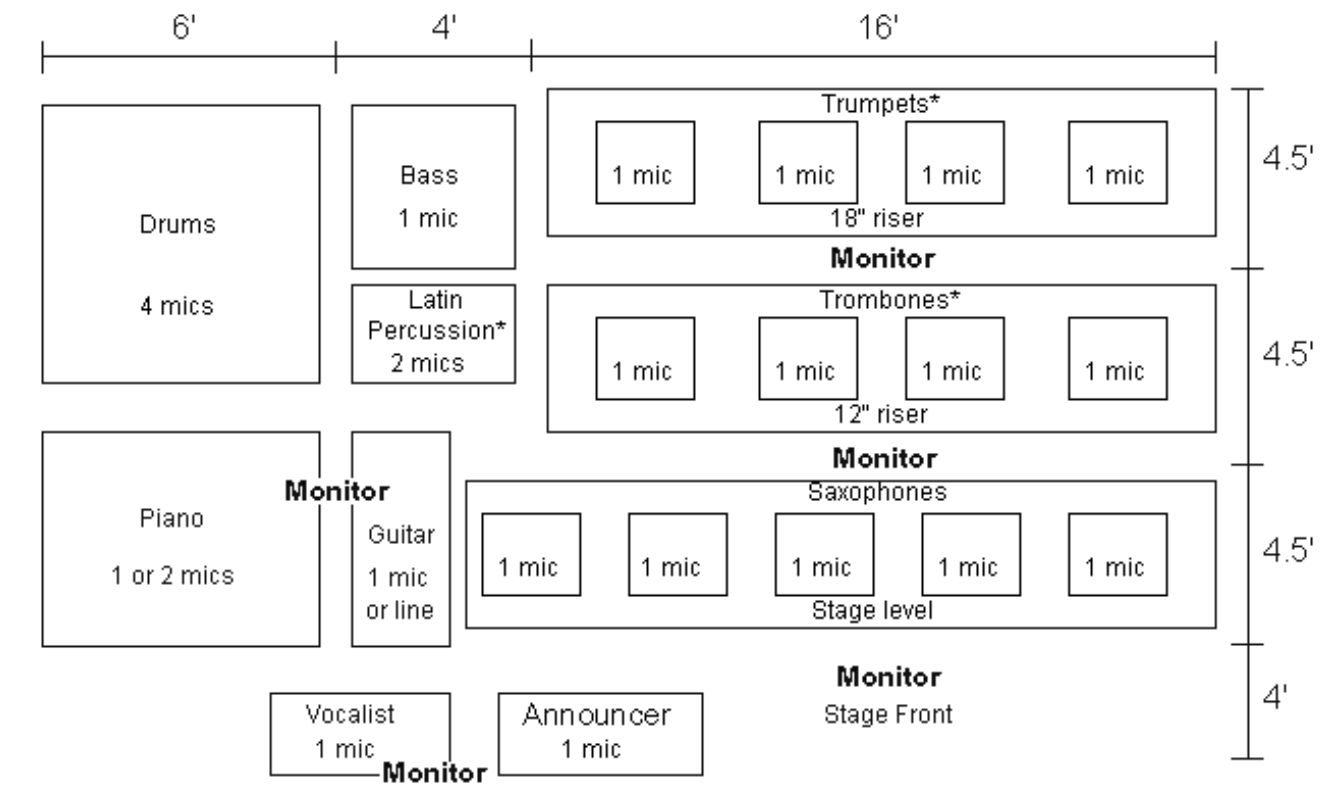 6' 4' 16'
Trumpets*
1 mic 1 mic 1 mic 1 mic
18" riser
4.5'
Bass
1 mic
Drums
4 mics
Monitor
Latin
Percussion*
2 mics
Trombones*
1 mic 1 mic 1 mic 1 mic
12" riser
4.5'
Monitor
Piano
1 or 2 mics
Monitor
Guitar
1 mic
or line
Saxophones
1 mic 1 mic 1 mic 1 mic 1 mic
Stage level
4.5'
Monitor
Stage Front
4'
Vocalist
1 mic
Monitor
Announcer
1 mic